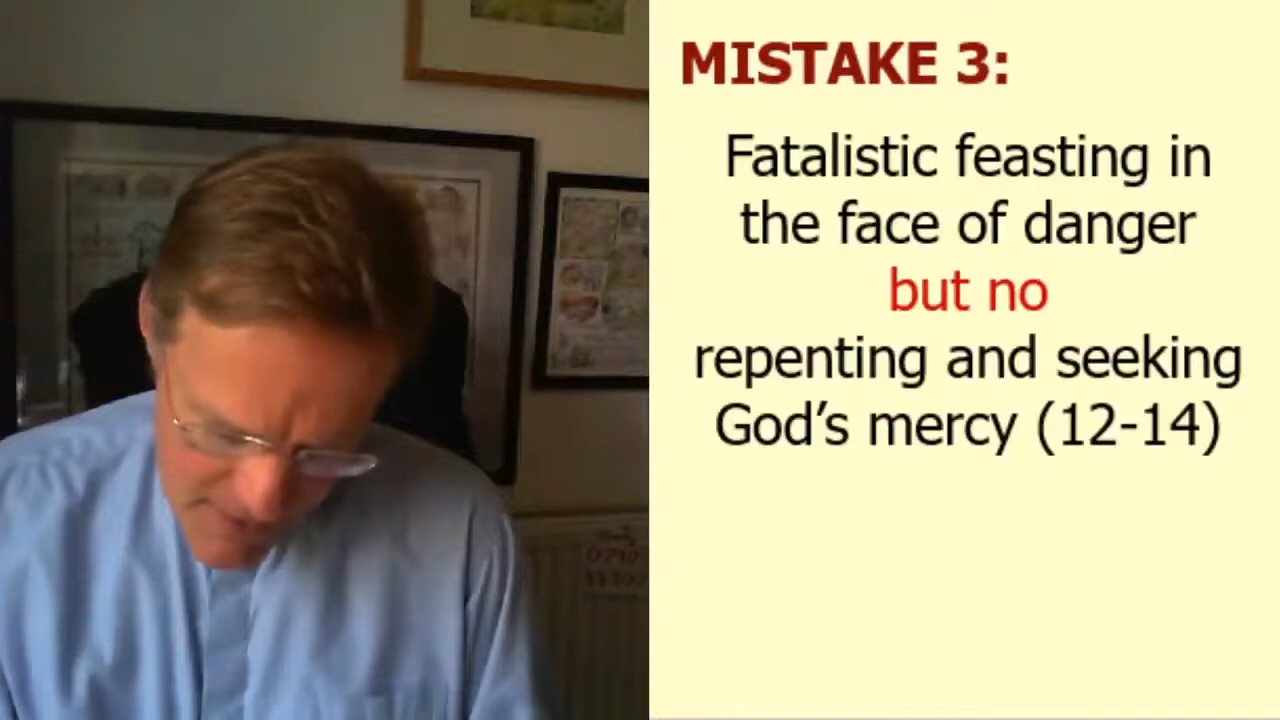 MISTAKE 3:
Fatalistic feasting in
the face of danger
but no
repenting and seeking
God’s mercy (12-14)